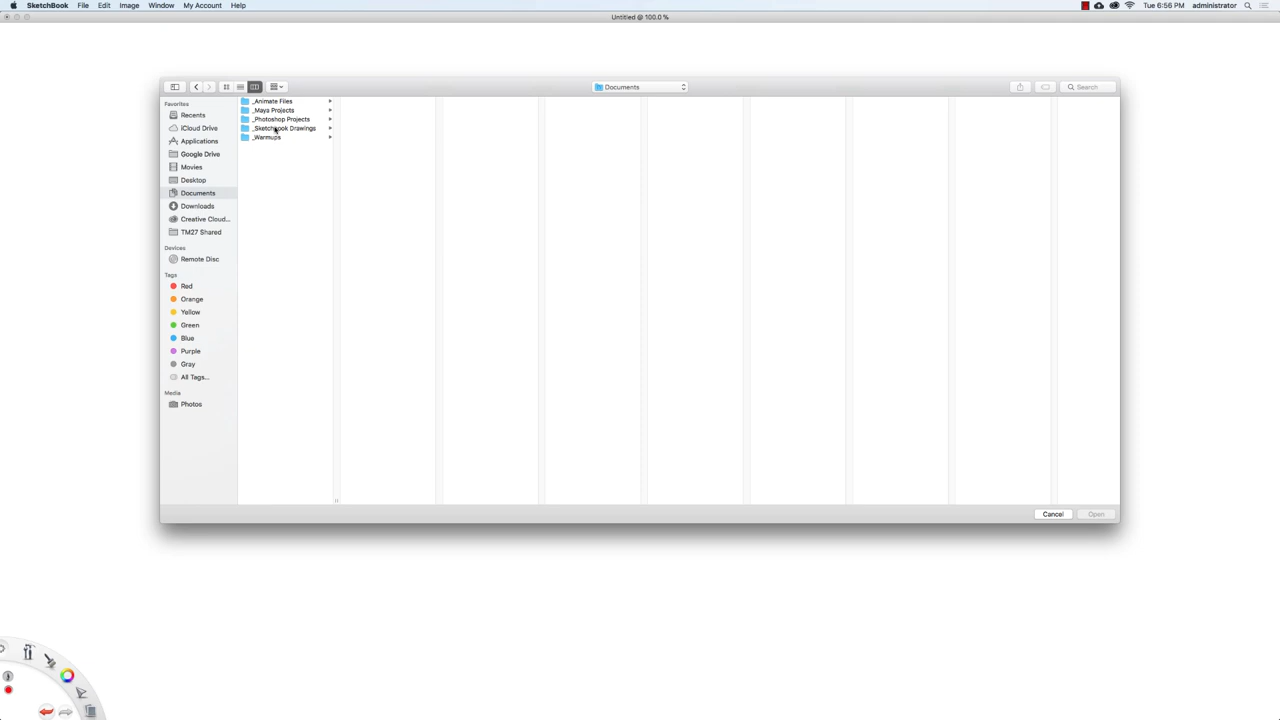 SketchBook File Edit Image Window My Account Help Tue 6:56 PM administrator
Untitled @ 100.0 %
Documents Search
Favorites
Recents
iCloud Drive
Applications
Google Drive
Movies
Desktop
Documents
Downloads
Creative Cloud...
TM27 Shared
Devices
Remote Disc
Tags
Red
Orange
Yellow
Green
Blue
Purple
Gray
All Tags...
Media
Photos
_Animate Files
_Maya Projects
_Photoshop Projects
_Sketchbook Drawings
_Warmups
Cancel Open